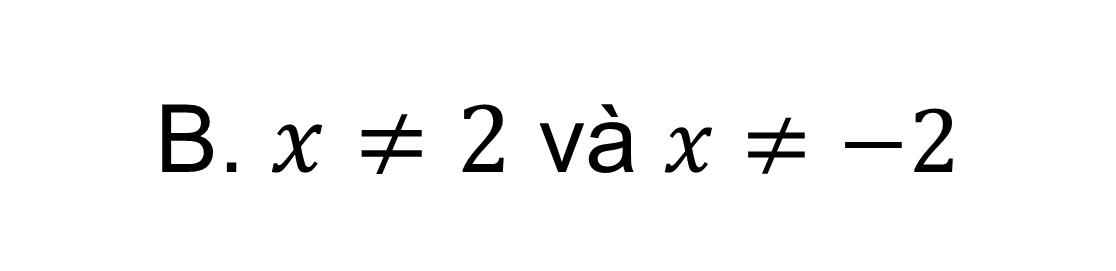 B. x ≠ 2 và x ≠ −2